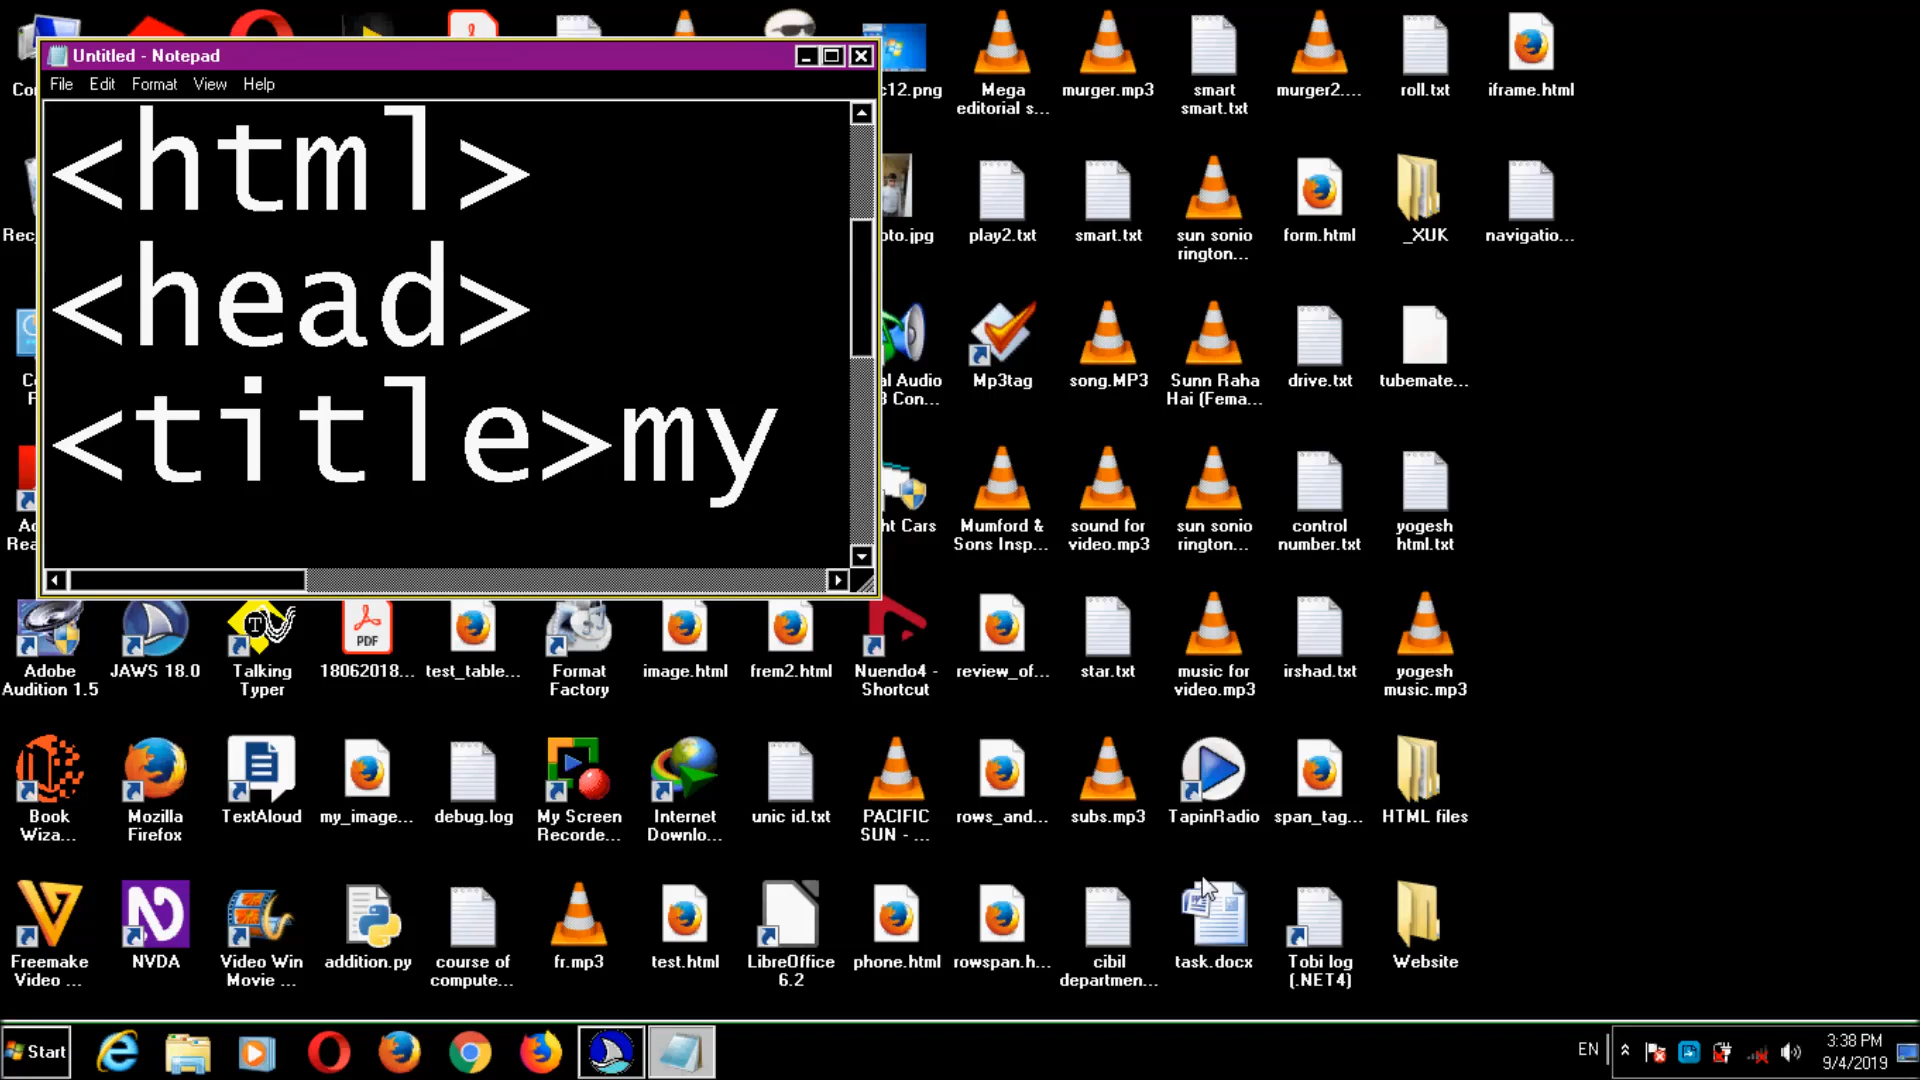 Untitled - Notepad
File Edit Format View Help
<html>
<head>
<title>my
c12.png
Mega
editorial s...
murger.mp3
smart
smart.txt
murger2....
roll.txt
iframe.html
oto.jpg
play2.txt
smart.txt
sun sonio
rington...
form.html
_XUK
navigatio...
al Audio
3 Con...
Mp3tag
song.MP3
Sunn Raha
Hai (Fema...
drive.txt
tubemate...
ht Cars
Mumford &
Sons Insp...
sound for
video.mp3
sun sonio
rington...
control
number.txt
yogesh
html.txt
Adobe
Audition 1.5
JAWS 18.0
Talking
Typer
PDF
18062018...
test_table...
Format
Factory
image.html
frem2.html
Nuendo4 -
Shortcut
review_of...
star.txt
music for
video.mp3
irshad.txt
yogesh
music.mp3
Book
Wiza...
Mozilla
Firefox
TextAloud
my_image...
debug.log
My Screen
Recorde...
Internet
Downlo...
unic id.txt
PACIFIC
SUN - ...
rows_and...
subs.mp3
TapinRadio
span_tag...
HTML files
Freemake
Video ...
NVDA
Video Win
Movie ...
addition.py
course of
compute...
fr.mp3
test.html
LibreOffice
6.2
phone.html
rowspan.h...
cibil
departmen...
task.docx
Tobi log
(.NET4)
Website
Start
EN
3:38 PM
9/4/2019